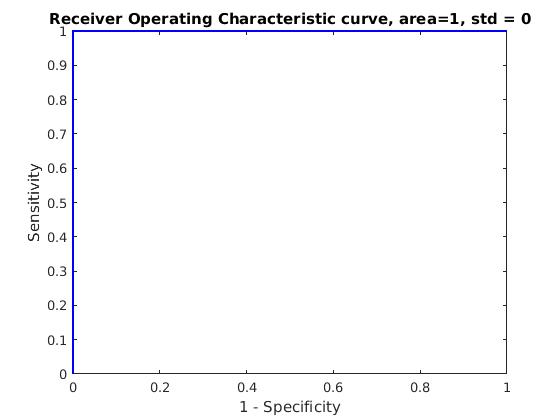 Receiver Operating Characteristic curve, area=1, std = 0
1
0.9
0.8
0.7
0.6
0.5
0.4
0.3
0.2
0.1
0
Sensitivity
0 0.2 0.4 0.6 0.8 1
1 - Specificity